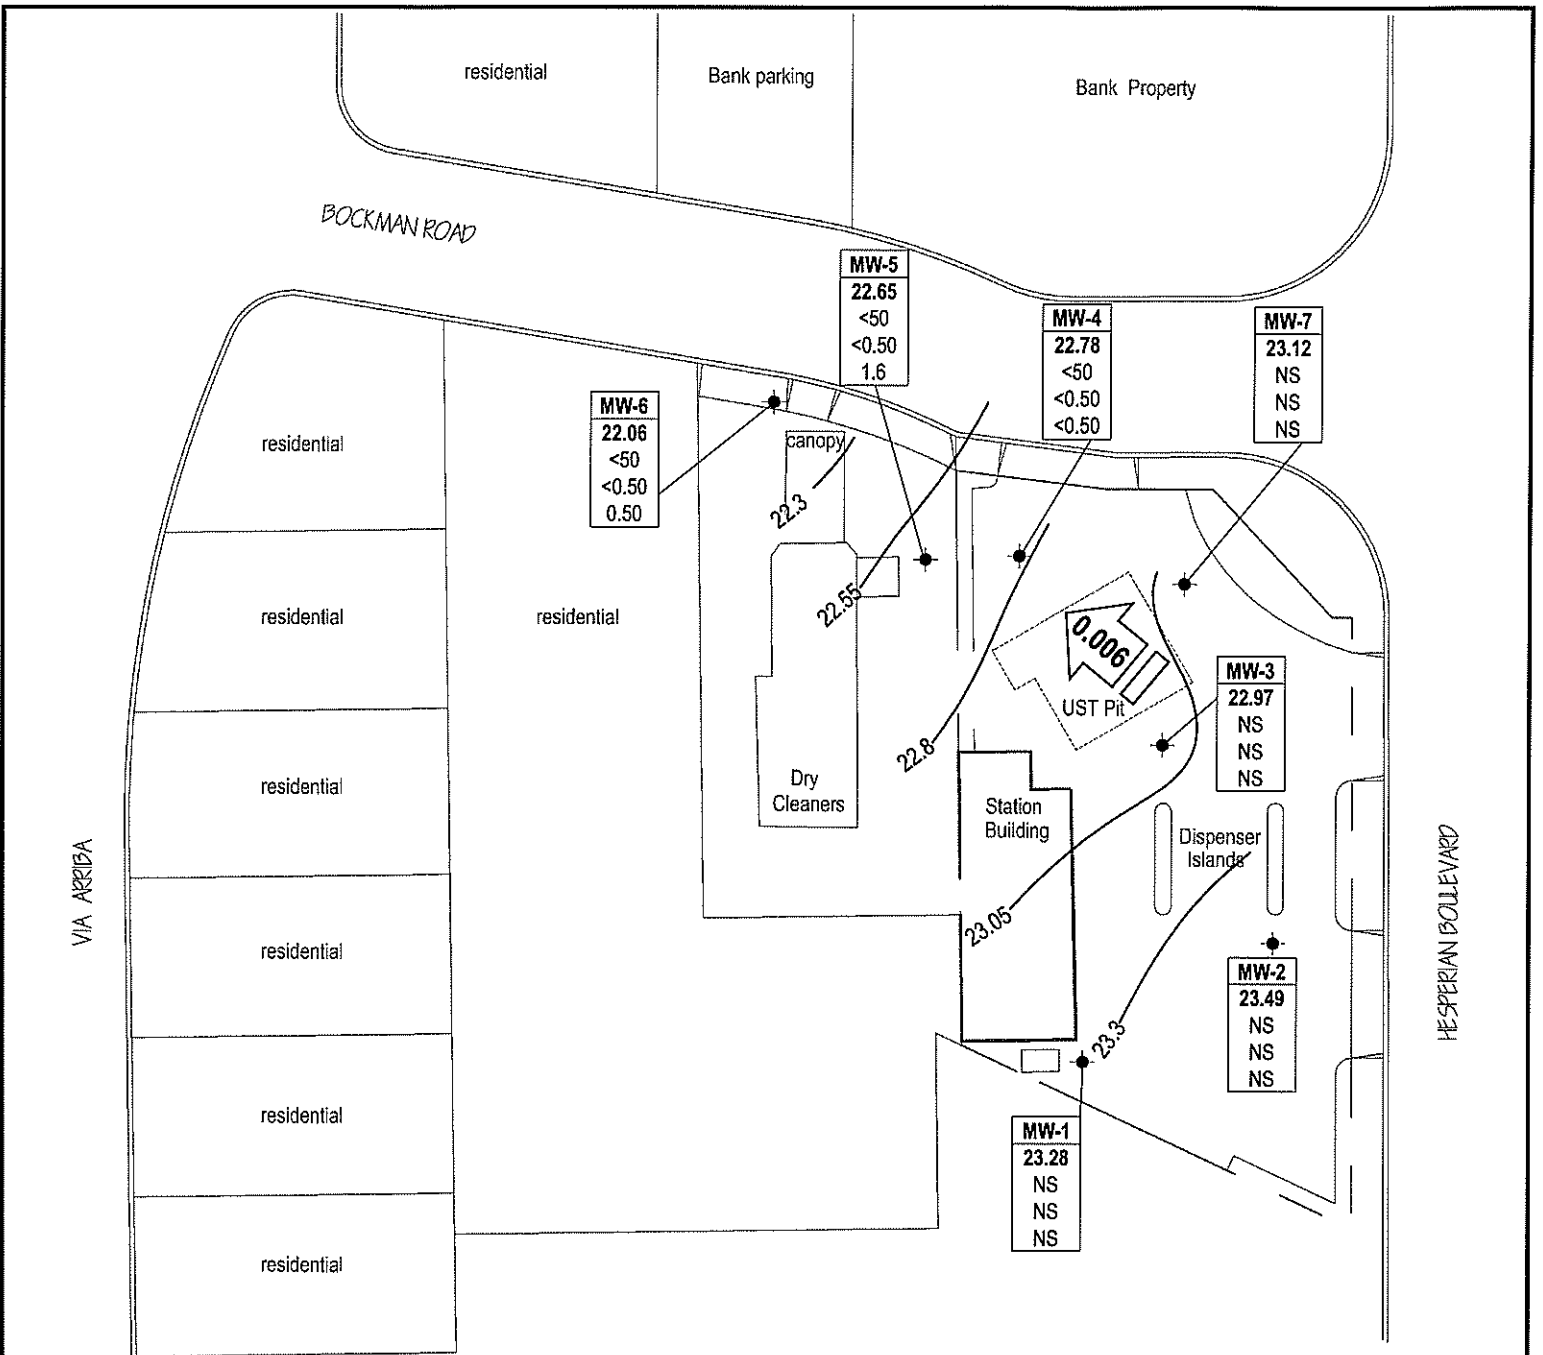 residential
Bank parking
Bank Property
BOCKMAN ROAD
MW-5
22.65
<50
<0.50
1.6
MW-4
22.78
<50
<0.50
<0.50
MW-7
23.12
NS
NS
NS
MW-6
22.06
<50
<0.50
0.50
residential
canopy
22.3
22.55
residential
residential
0.006
UST Pit
MW-3
22.97
NS
NS
NS
22.8
residential
Dry
Cleaners
Station
Building
Dispenser
Islands
VIA ARRIBA
HESPERIAN BOULEVARD
23.05
residential
MW-2
23.49
NS
NS
NS
23.3
residential
MW-1
23.28
NS
NS
NS
residential